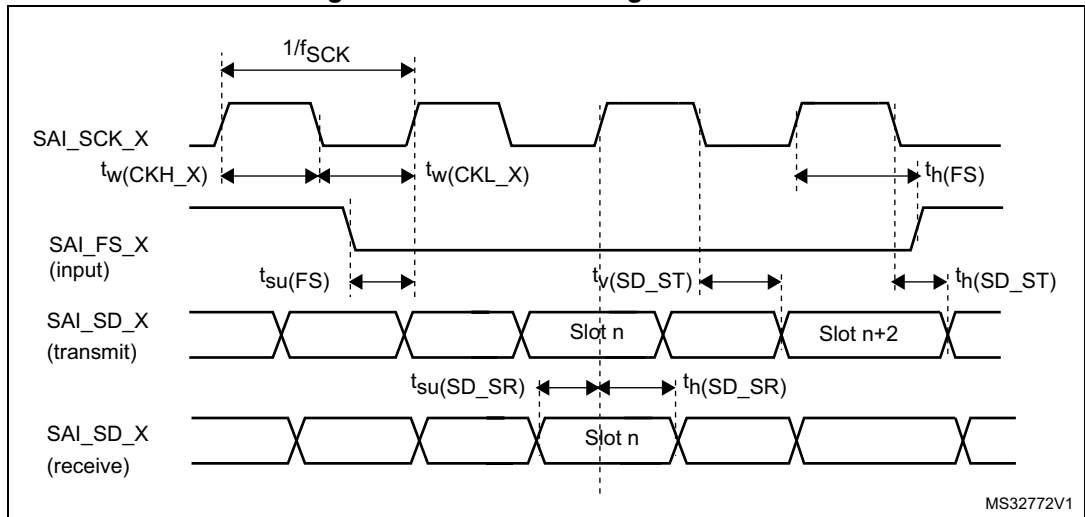 1/fSCK
SAI_SCK_X
tw(CKH_X) tw(CKL_X) th(FS)
SAI_FS_X
(input)
tsu(FS) tv(SD_ST) th(SD_ST)
SAI_SD_X
(transmit)
Slot n Slot n+2
tsu(SD_SR) th(SD_SR)
SAI_SD_X
(receive)
Slot n
MS32772V1